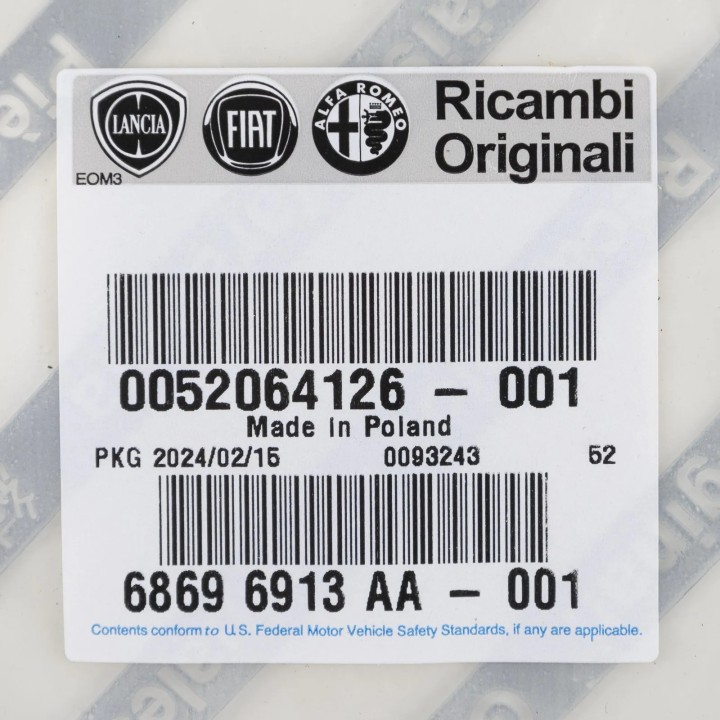 LANCIA
FIAT
ALFA ROMEO
Ricambi
Originali
EOM3
0052064126 – 001
Made in Poland
PKG 2024/02/15 0093243 52
6869 6913 AA – 001
Contents conform to U.S. Federal Motor Vehicle Safety Standards, if any are applicable.